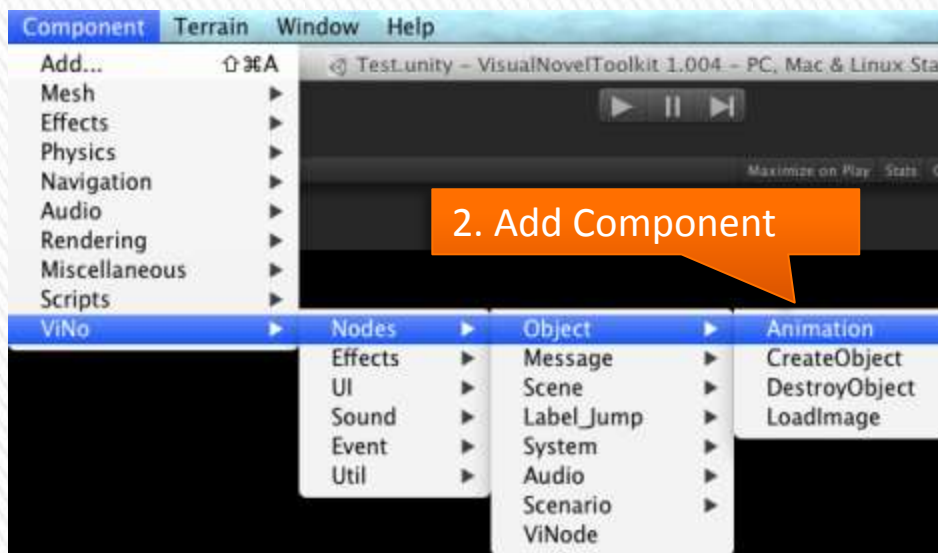 Component Terrain Window Help
Add... ⇧⌘A
Test.unity – VisualNovelToolkit 1.004 – PC, Mac & Linux Sta
Mesh
Effects
Physics
Navigation
Maximize on Play Stats
Audio
Rendering
Miscellaneous
Scripts
2. Add Component
ViNo
Nodes
Effects
UI
Sound
Event
Util
Object
Message
Scene
Label_Jump
System
Audio
Scenario
ViNode
Animation
CreateObject
DestroyObject
LoadImage